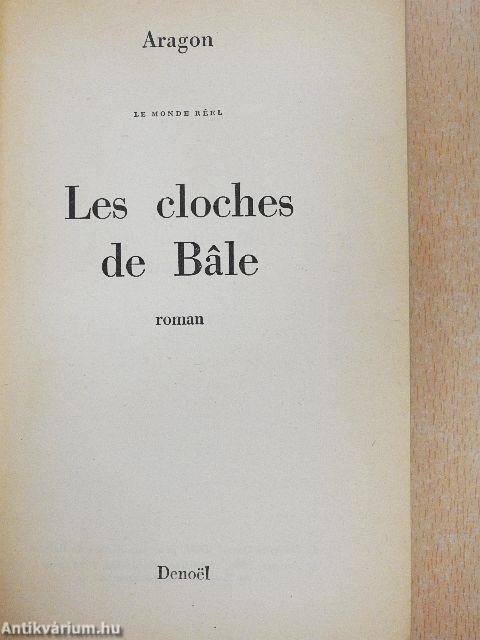 Aragon
LE MONDE RÉEL
Les cloches
de Bâle
roman
Denoël
Antikvárium.hu